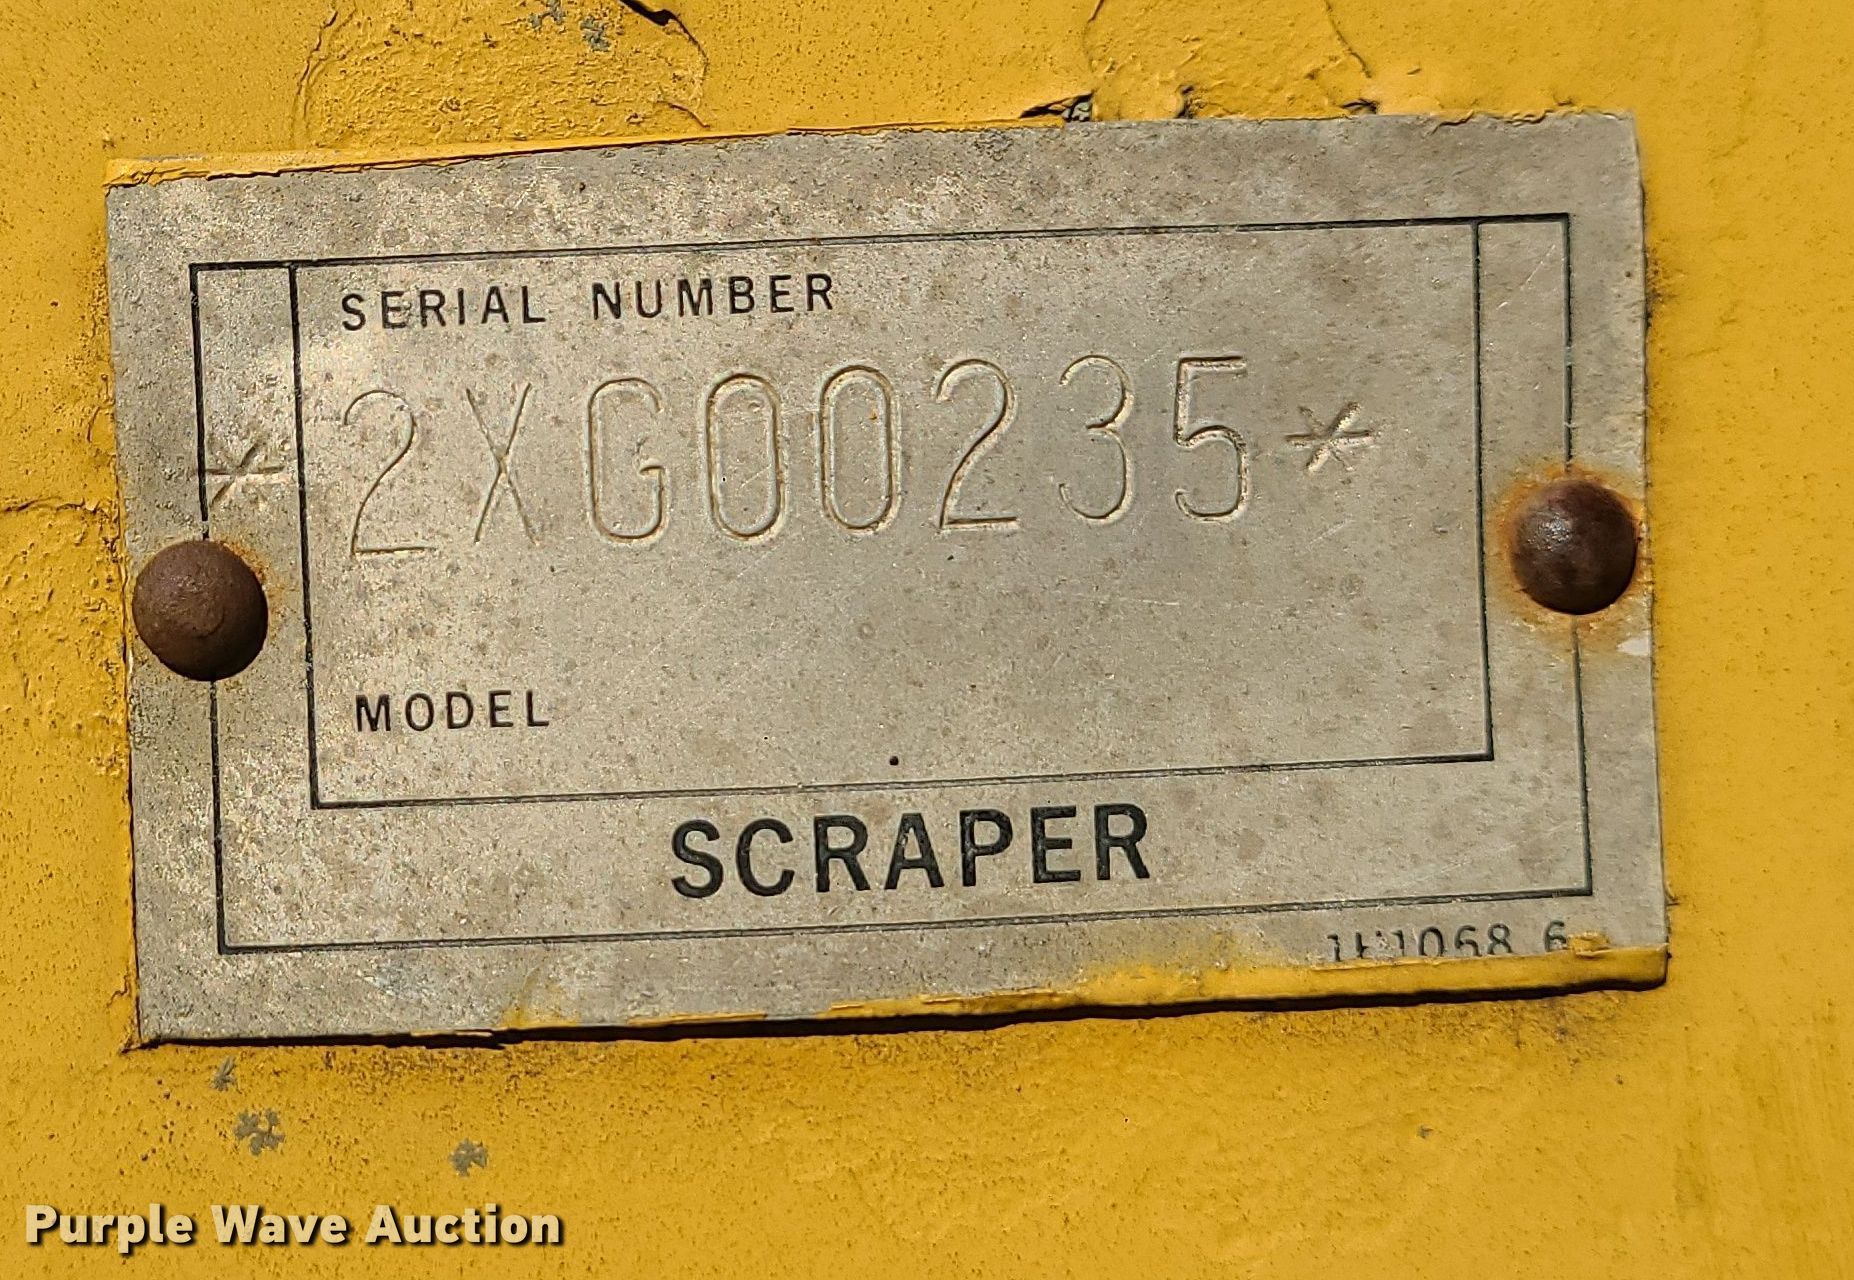 SERIAL NUMBER
*2XG00235*
MODEL
SCRAPER
Purple Wave Auction